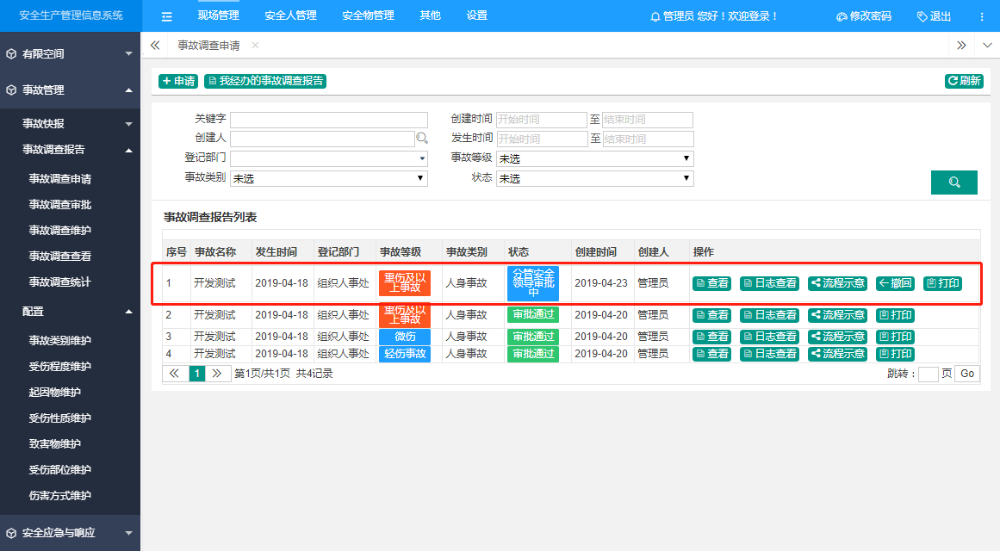 安全生产管理信息系统 现场管理 安全人管理 安全物管理 其他 设置 管理员 您好！欢迎登录！ 修改密码 退出
有限空间
事故管理
事故快报
事故调查报告
事故调查申请
事故调查审批
事故调查维护
事故调查查看
事故调查统计
配置
事故类别维护
受伤程度维护
起因物维护
受伤性质维护
致害物维护
受伤部位维护
伤害方式维护
安全应急与响应
事故调查申请
申请 我经办的事故调查报告 刷新
关键字 创建时间 开始时间 至 结束时间
创建人 发生时间 开始时间 至 结束时间
登记部门 事故等级 未选
事故类别 未选 状态 未选
事故调查报告列表
序号 事故名称 发生时间 登记部门 事故等级 事故类别 状态 创建时间 创建人 操作
1 开发测试 2019-04-18 组织人事处 重伤及以上事故 人身事故 分管安全领导审批中 2019-04-23 管理员 查看 日志查看 流程示意 撤回 打印
2 开发测试 2019-04-18 组织人事处 重伤及以上事故 人身事故 审批通过 2019-04-20 管理员 查看 日志查看 流程示意 打印
3 开发测试 2019-04-18 组织人事处 微伤 人身事故 审批通过 2019-04-20 管理员 查看 日志查看 流程示意 打印
4 开发测试 2019-04-18 组织人事处 轻伤事故 人身事故 审批通过 2019-04-20 管理员 查看 日志查看 流程示意 打印
1 第1页/共1页 共4记录 跳转： 页 Go